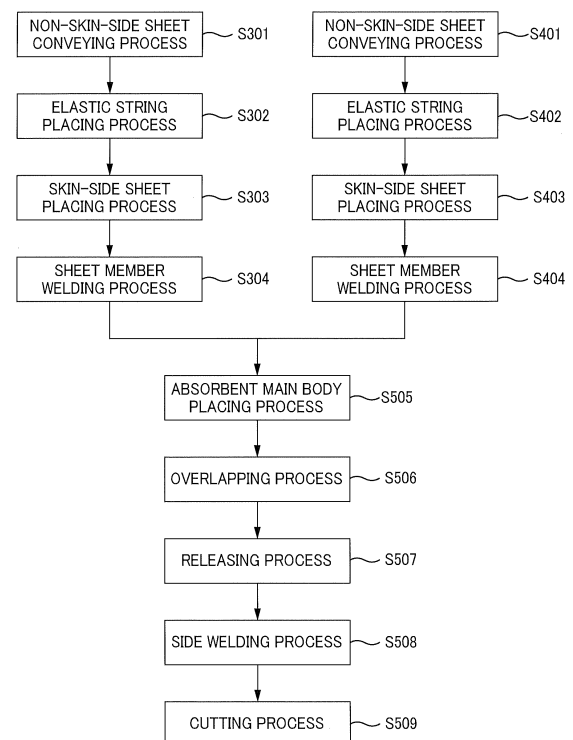 NON-SKIN-SIDE SHEET
CONVEYING PROCESS
S301
ELASTIC STRING
PLACING PROCESS
S302
SKIN-SIDE SHEET
PLACING PROCESS
S303
SHEET MEMBER
WELDING PROCESS
S304
NON-SKIN-SIDE SHEET
CONVEYING PROCESS
S401
ELASTIC STRING
PLACING PROCESS
S402
SKIN-SIDE SHEET
PLACING PROCESS
S403
SHEET MEMBER
WELDING PROCESS
S404
ABSORBENT MAIN BODY
PLACING PROCESS
S505
OVERLAPPING PROCESS
S506
RELEASING PROCESS
S507
SIDE WELDING PROCESS
S508
CUTTING PROCESS
S509